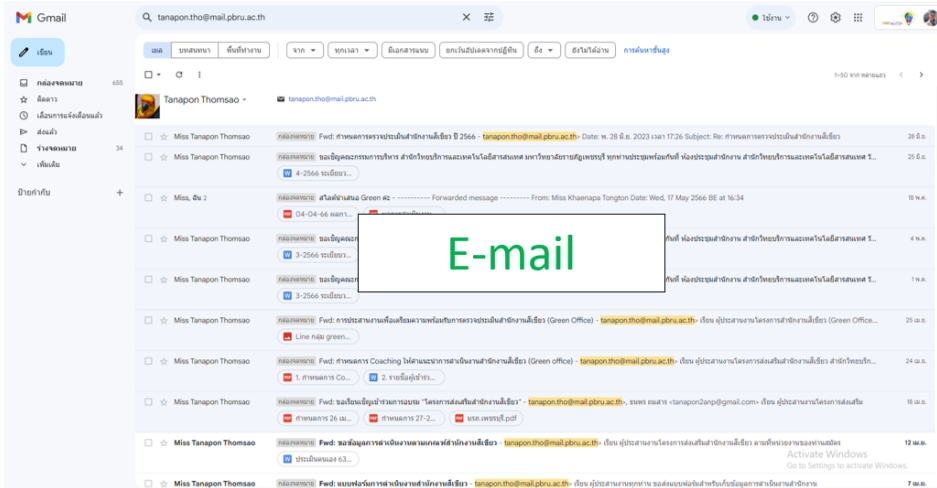 Gmail
tanapon.tho@mail.pbru.ac.th
ใช้งาน
เขียน
เมล
บทสนทนา
พื้นที่ทำงาน
จาก
ทุกเวลา
มีเอกสารแนบ
ยกเว้นอัปเดตจากปฏิทิน
ถึง
ยังไม่ได้อ่าน
การค้นหาขั้นสูง
กล่องจดหมาย 655
ติดดาว
เลื่อนการแจ้งเตือนแล้ว
ส่งแล้ว
ร่างจดหมาย 34
เพิ่มเติม
ป้ายกำกับ
1-50 จาก หลายแถว
Tanapon Thomsao
tanapon.tho@mail.pbru.ac.th
Miss Tanapon Thomsao กล่องจดหมาย Fwd: กำหนดการตรวจประเมินสำนักงานสีเขียว ปี 2566 - tanapon.tho@mail.pbru.ac.th> Date: พ. 28 มิ.ย. 2023 เวลา 17:26 Subject: Re: กำหนดการตรวจประเมินสำนักงานสีเขียว 28 มิ.ย.
Miss Tanapon Thomsao กล่องจดหมาย ขอเชิญคณะกรรมการบริหาร สำนักวิทยบริการและเทคโนโลยีสารสนเทศ มหาวิทยาลัยราชภัฏเพชรบุรี ทุกท่านประชุมพร้อมกันที่ ห้องประชุมสำนักงาน สำนักวิทยบริการและเทคโนโลยีสารสนเทศ วั... 25 มิ.ย.
4-2566 ระเบียบว...
Miss, ฉัน 2 กล่องจดหมาย สไลด์นำเสนอ Green ค่ะ - ---------- Forwarded message --------- From: Miss Khaenapa Tongton Date: Wed, 17 May 2566 BE at 16:34 18 พ.ค.
04-04-66 ผลกา...
Miss Tanapon Thomsao กล่องจดหมาย ขอเชิญคณะก ห้องประชุมสำนักงาน สำนักวิทยบริการและเทคโนโลยีสารสนเทศ วั... 4 พ.ค.
3-2566 ระเบียบว...
E-mail
Miss Tanapon Thomsao กล่องจดหมาย ขอเชิญคณะก ห้องประชุมสำนักงาน สำนักวิทยบริการและเทคโนโลยีสารสนเทศ วั... 1 พ.ค.
3-2566 ระเบียบว...
Miss Tanapon Thomsao กล่องจดหมาย Fwd: การประสานงานเพื่อเตรียมความพร้อมรับการตรวจประเมินสำนักงานสีเขียว (Green Office) - tanapon.tho@mail.pbru.ac.th> เรียน ผู้ประสานงานโครงการสำนักงานสีเขียว (Green Office... 25 เม.ย.
Line กลุ่ม green...
Miss Tanapon Thomsao กล่องจดหมาย Fwd: กำหนดการ Coaching ให้คำแนะนำการดำเนินงานสำนักงานสีเขียว (Green office) - tanapon.tho@mail.pbru.ac.th> เรียน ผู้ประสานงานโครงการส่งเสริมสำนักงานสีเขียว สำนักวิทยบริก... 24 เม.ย.
1. กำหนดการ Co...
2. รายชื่อผู้เข้าร่ว...
Miss Tanapon Thomsao กล่องจดหมาย Fwd: ขอเรียนเชิญเข้าร่วมการอบรม "โครงการส่งเสริมสำนักงานสีเขียว" - tanapon.tho@mail.pbru.ac.th>, ธนพร ถมสาร <tanapon2anp@gmail.com> เรียน ผู้ประสานงานโครงการส่งเสริม 18 เม.ย.
กำหนดการ 26 เม...
กำหนดการ 27-2...
มรภ.เพชรบุรี.pdf
Miss Tanapon Thomsao กล่องจดหมาย Fwd: ขอข้อมูลการดำเนินงานตามเกณฑ์สำนักงานสีเขียว - tanapon.tho@mail.pbru.ac.th> เรียน ผู้ประสานงานโครงการส่งเสริมสำนักงานสีเขียว ตามที่หน่วยงานของท่านสมัคร 12 เม.ย.
ประเมินตนเอง 63...
Activate Windows
Go to Settings to activate Windows.
Miss Tanapon Thomsao กล่องจดหมาย Fwd: แบบฟอร์มการดำเนินงานสำนักงานสีเขียว - tanapon.tho@mail.pbru.ac.th> เรียน ผู้ประสานงานทุกท่าน ขอส่งแบบฟอร์มสำหรับเก็บข้อมูลการดำเนินงานสำนักงาน 7 เม.ย.